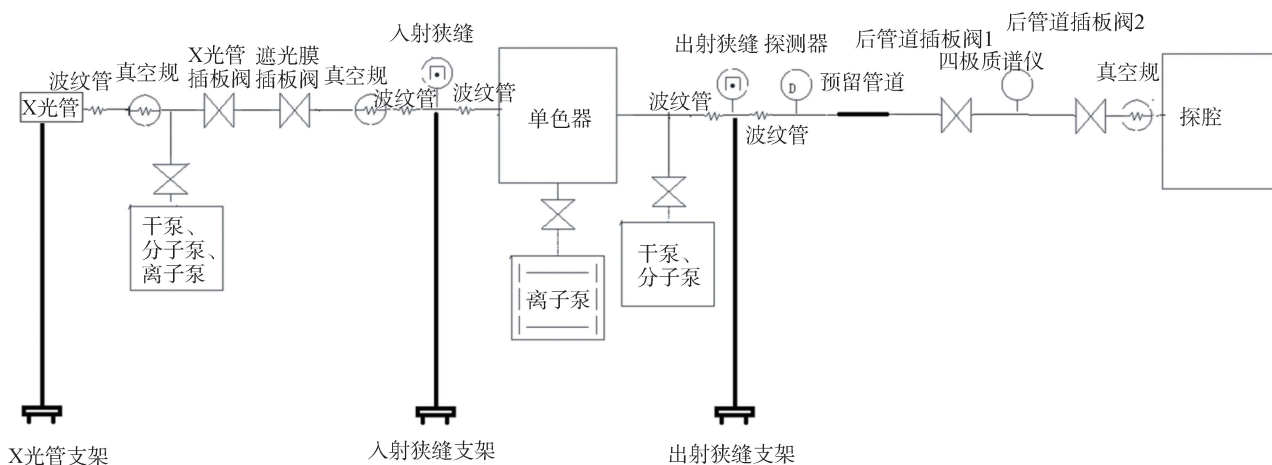 入射狭缝
出射狭缝 探测器
后管道插板阀1
后管道插板阀2
四极质谱仪
X光管
插板阀
遮光膜
插板阀
波纹管
真空规
真空规
波纹管
波纹管
X光管
单色器
波纹管
波纹管
预留管道
真空规
探腔
D
干泵、
分子泵、
离子泵
离子泵
干泵、
分子泵
X光管支架
入射狭缝支架
出射狭缝支架